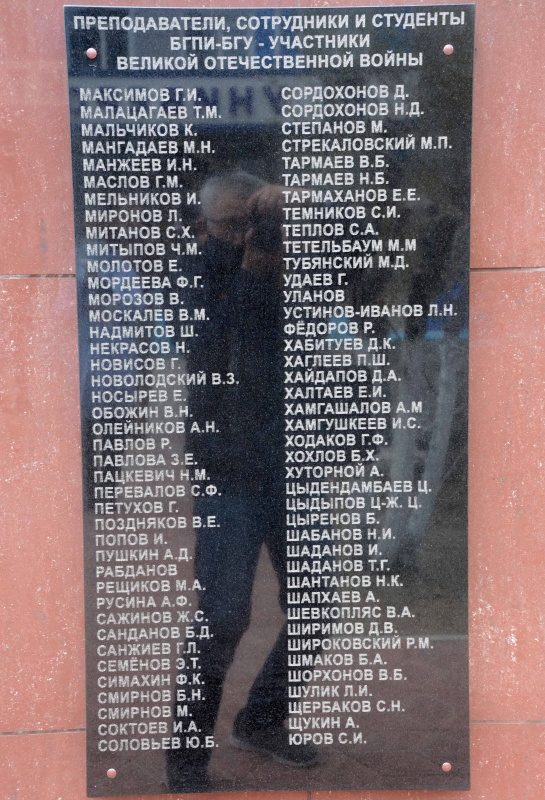 ПРЕПОДАВАТЕЛИ, СОТРУДНИКИ И СТУДЕНТЫ
БГПИ-БГУ - УЧАСТНИКИ
ВЕЛИКОЙ ОТЕЧЕСТВЕННОЙ ВОЙНЫ
МАКСИМОВ Г.И.
МАЛАЦАГАЕВ Т.М.
МАЛЬЧИКОВ К.
МАНГАДАЕВ М.Н.
МАНЖЕЕВ И.Н.
МАСЛОВ Г.М.
МЕЛЬНИКОВ И.
МИРОНОВ Л.
МИТАНОВ С.Х.
МИТЫПОВ Ч.М.
МОЛОТОВ Е.
МОРДЕЕВА Ф.Г.
МОРОЗОВ В.
МОСКАЛЕВ В.М.
НАДМИТОВ Ш.
НЕКРАСОВ Н.
НОВИСОВ Г.
НОВОЛОДСКИЙ В.З.
НОСЫРЕВ Е.
ОБОЖИН В.Н.
ОЛЕЙНИКОВ А.Н.
ПАВЛОВ Р.
ПАВЛОВА З.Е.
ПАЦКЕВИЧ Н.М.
ПЕРЕВАЛОВ С.Ф.
ПЕТУХОВ Г.
ПОЗДНЯКОВ В.Е.
ПОПОВ И.
ПУШКИН А.Д.
РАБДАНОВ
РЕЩИКОВ М.А.
РУСИНА А.Ф.
САЖИНОВ Ж.С.
САНДАНОВ Б.Д.
САНЖИЕВ Г.Л.
СЕМЁНОВ Э.Т.
СИМАХИН Ф.К.
СМИРНОВ Б.Н.
СМИРНОВ М.
СОКТОЕВ И.А.
СОЛОВЬЕВ Ю.Б.
СОРДОХОНОВ Д.
СОРДОХОНОВ Н.Д.
СТЕПАНОВ М.
СТРЕКАЛОВСКИЙ М.П.
ТАРМАЕВ В.Б.
ТАРМАЕВ Н.Б.
ТАРМАХАНОВ Е.Е.
ТЕМНИКОВ С.И.
ТЕПЛОВ С.А.
ТЕТЕЛЬБАУМ М.М
ТУБЯНСКИЙ М.Д.
УДАЕВ Г.
УЛАНОВ
УСТИНОВ-ИВАНОВ Л.Н.
ФЁДОРОВ Р.
ХАБИТУЕВ Д.К.
ХАГЛЕЕВ П.Ш.
ХАЙДАПОВ Д.А.
ХАЛТАЕВ Е.И.
ХАМГАШАЛОВ А.М
ХАМГУШКЕЕВ И.С.
ХОДАКОВ Г.Ф.
ХОХЛОВ Б.Х.
ХУТОРНОЙ А.
ЦЫДЕНДАМБАЕВ Ц.
ЦЫДЫПОВ Ц-Ж. Ц.
ЦЫРЕНОВ Б.
ШАБАНОВ Н.И.
ШАДАНОВ И.
ШАДАНОВ Т.Г.
ШАНТАНОВ Н.К.
ШАПХАЕВ А.
ШЕВКОПЛЯС В.А.
ШИРИМОВ Д.В.
ШИРОКОВСКИЙ Р.М.
ШМАКОВ Б.А.
ШОРХОНОВ В.Б.
ШУЛИК Л.И.
ЩЕРБАКОВ С.Н.
ЩУКИН А.
ЮРОВ С.И.